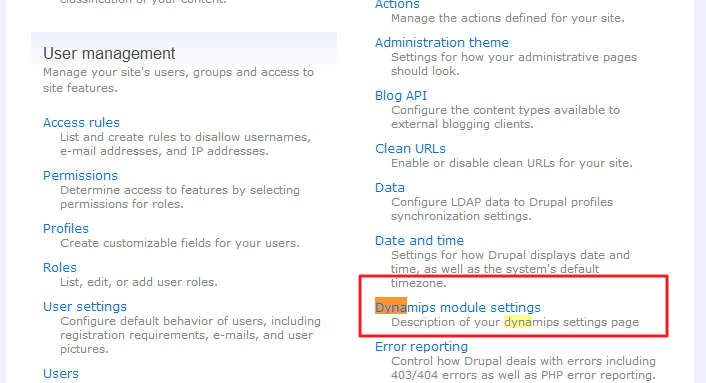 classification of your content.
User management
Manage your site's users, groups and access to
site features.
Access rules
List and create rules to disallow usernames,
e-mail addresses, and IP addresses.
Permissions
Determine access to features by selecting
permissions for roles.
Profiles
Create customizable fields for your users.
Roles
List, edit, or add user roles.
User settings
Configure default behavior of users, including
registration requirements, e-mails, and user
pictures.
Users
Actions
Manage the actions defined for your site.
Administration theme
Settings for how your administrative pages
should look.
Blog API
Configure the content types available to
external blogging clients.
Clean URLs
Enable or disable clean URLs for your site.
Data
Configure LDAP data to Drupal profiles
synchronization settings.
Date and time
Settings for how Drupal displays date and
time, as well as the system's default
timezone.
Dynamips module settings
Description of your dynamips settings page
Error reporting
Control how Drupal deals with errors including
403/404 errors as well as PHP error reporting.